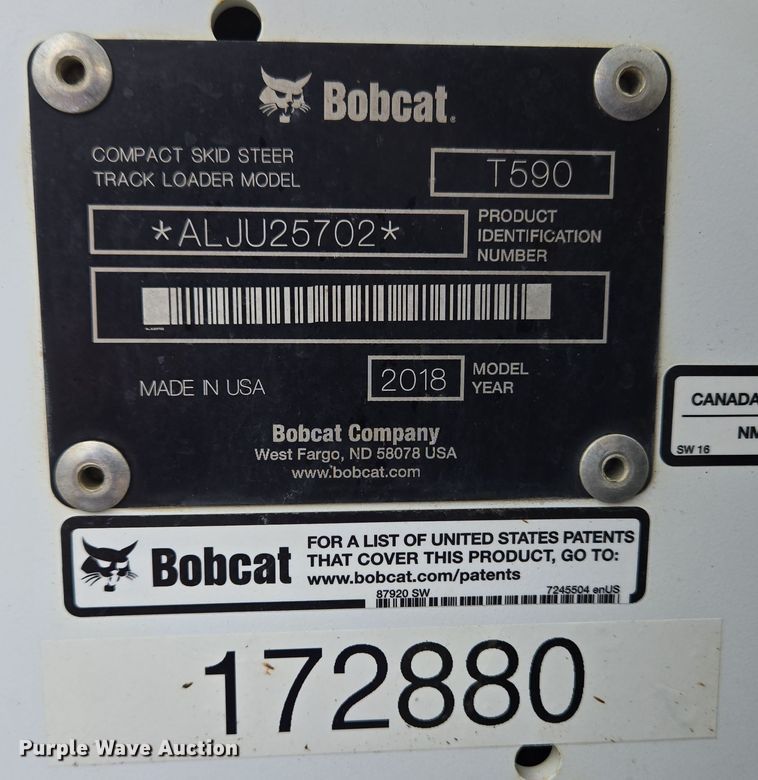 Bobcat.
COMPACT SKID STEER
TRACK LOADER MODEL
T590
*ALJU25702*
PRODUCT
IDENTIFICATION
NUMBER
MADE IN USA
2018
MODEL
YEAR
Bobcat Company
West Fargo, ND 58078 USA
www.bobcat.com
CANADA
NM
SW 16
Bobcat
FOR A LIST OF UNITED STATES PATENTS
THAT COVER THIS PRODUCT, GO TO:
www.bobcat.com/patents
87920 SW
7245504 enUS
172880
Purple Wave Auction